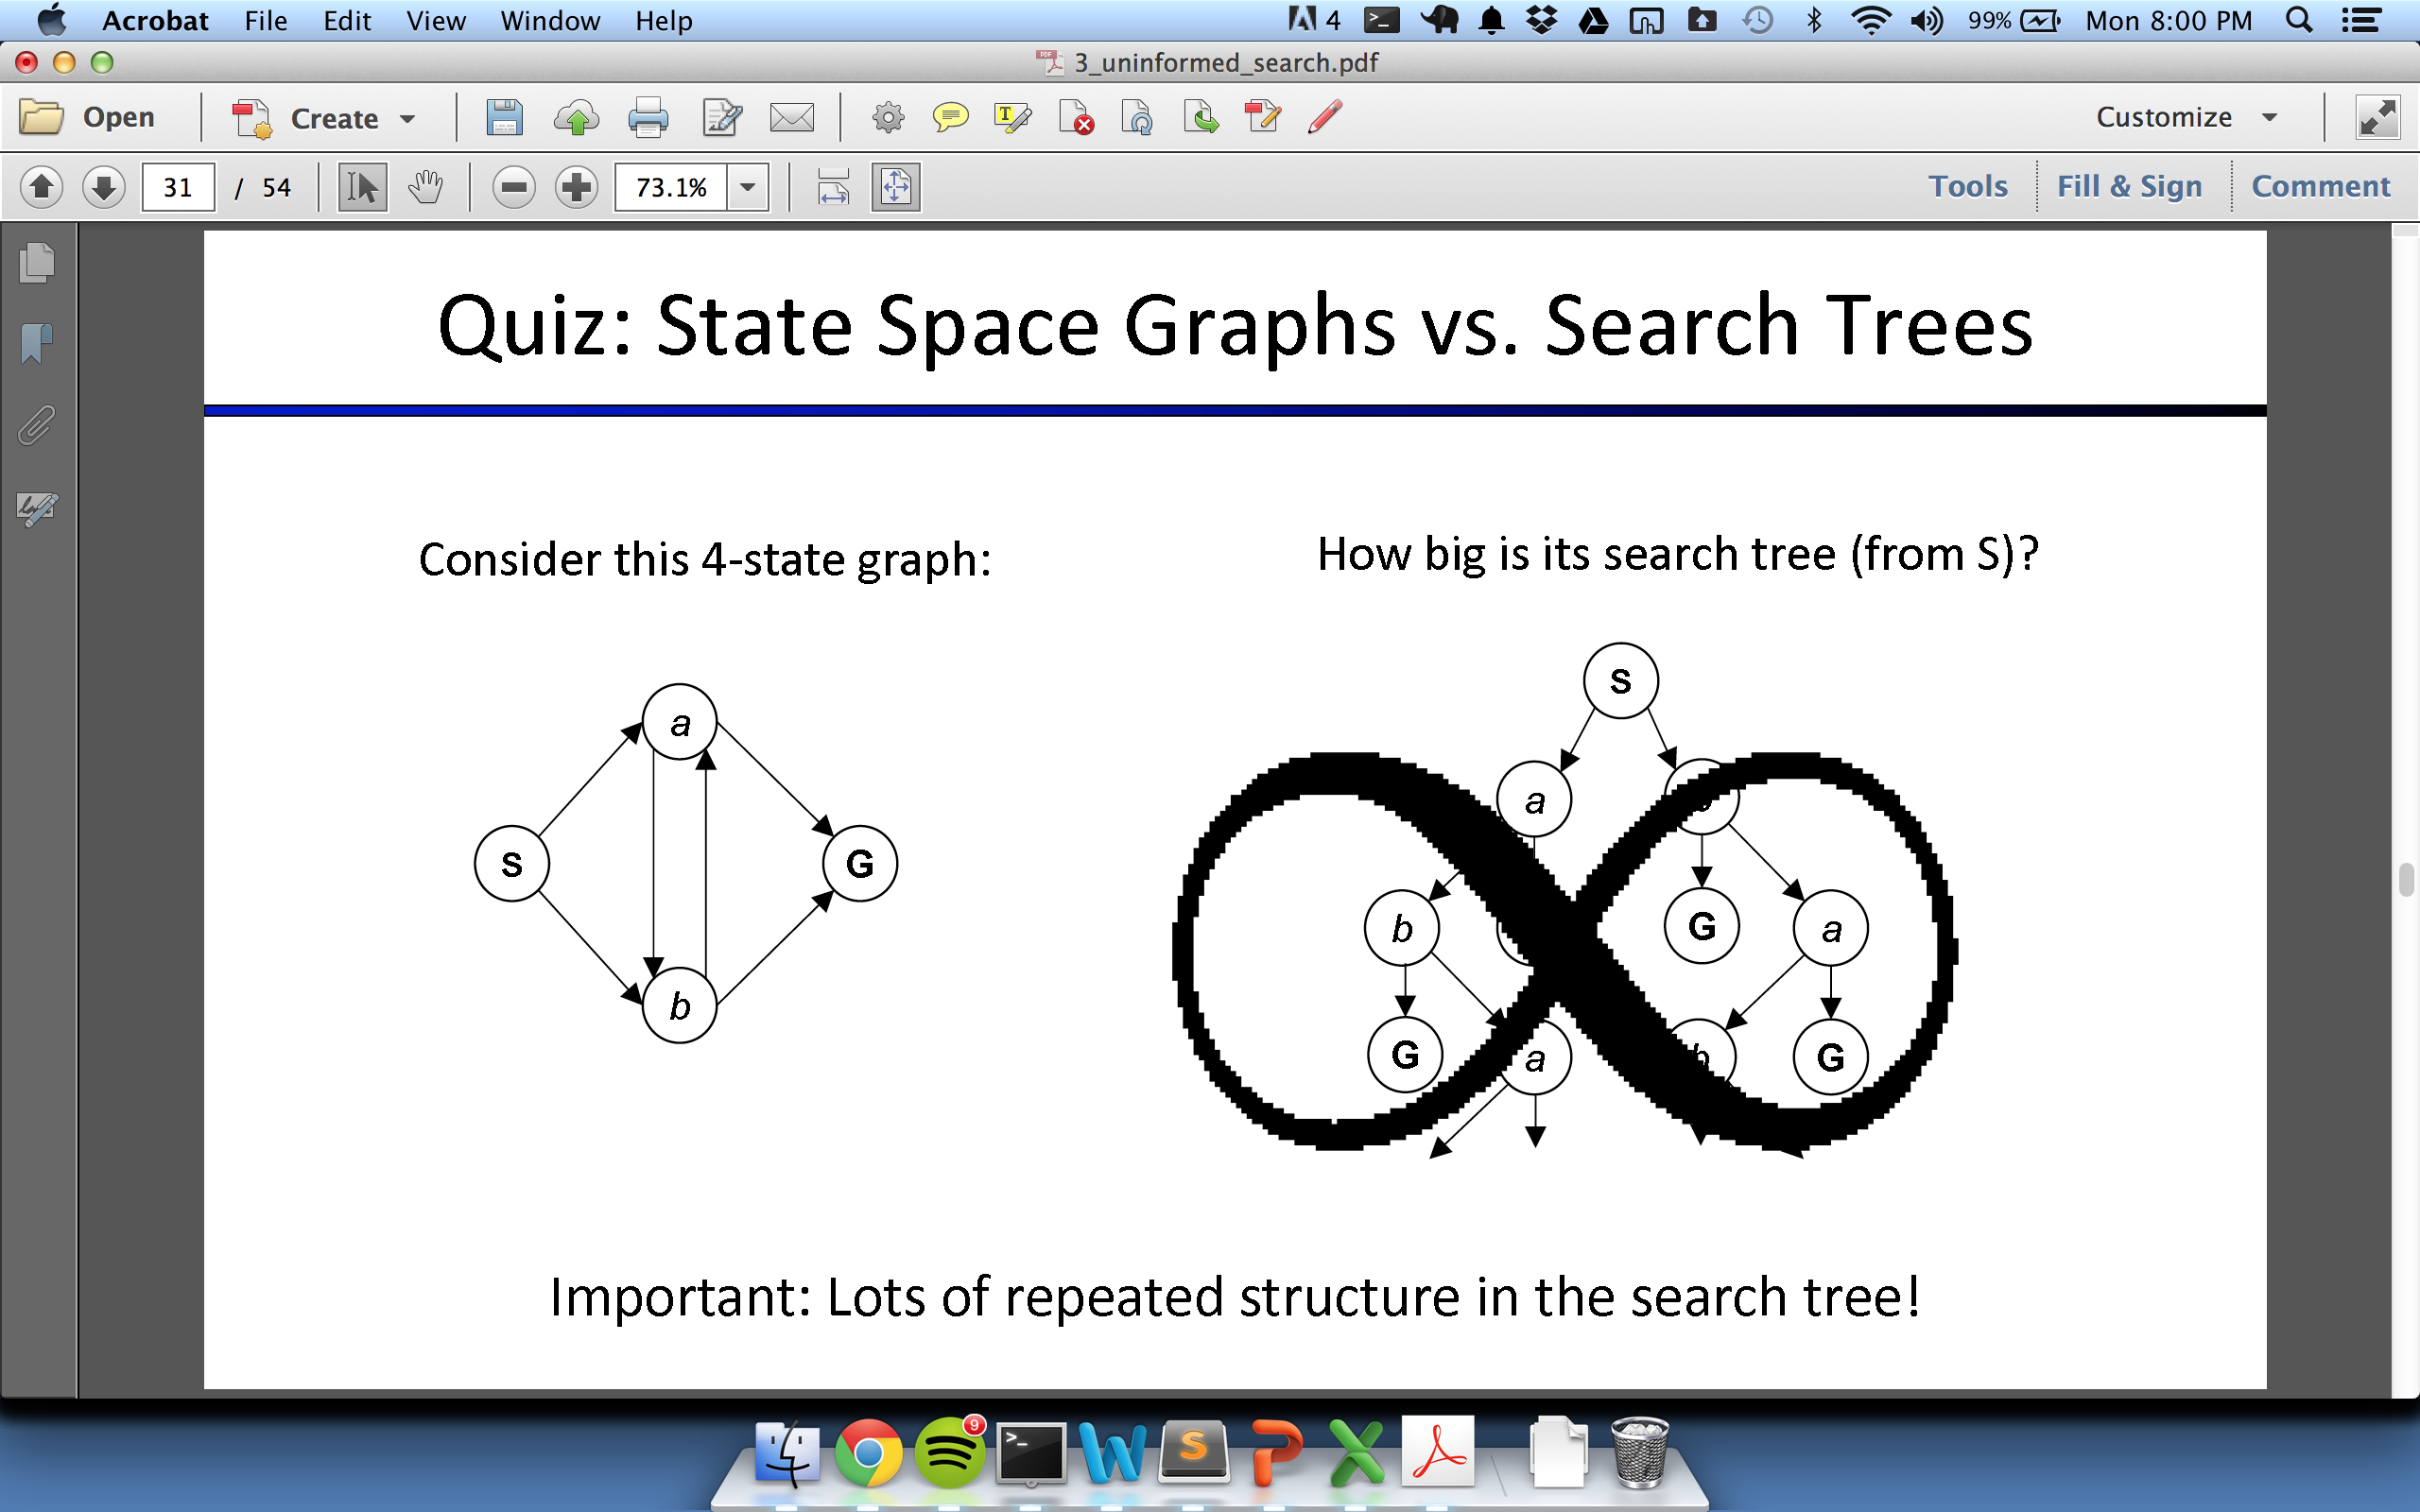 Acrobat File Edit View Window Help 4 99% Mon 8:00 PM
3_uninformed_search.pdf
Open Create Customize
31 / 54 73.1% Tools Fill & Sign Comment
Quiz: State Space Graphs vs. Search Trees
Consider this 4-state graph:
How big is its search tree (from S)?
a
S G
b
S
a
b G a
G a b G
Important: Lots of repeated structure in the search tree!
9